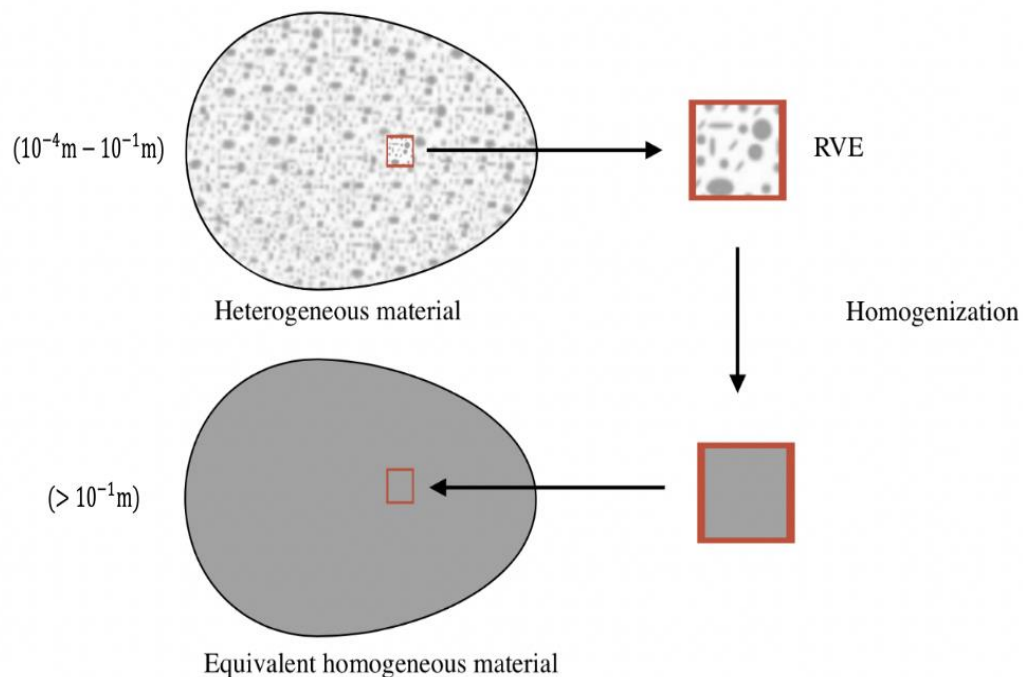 (10⁻⁴m – 10⁻¹m)
RVE
Heterogeneous material
Homogenization
(> 10⁻¹m)
Equivalent homogeneous material